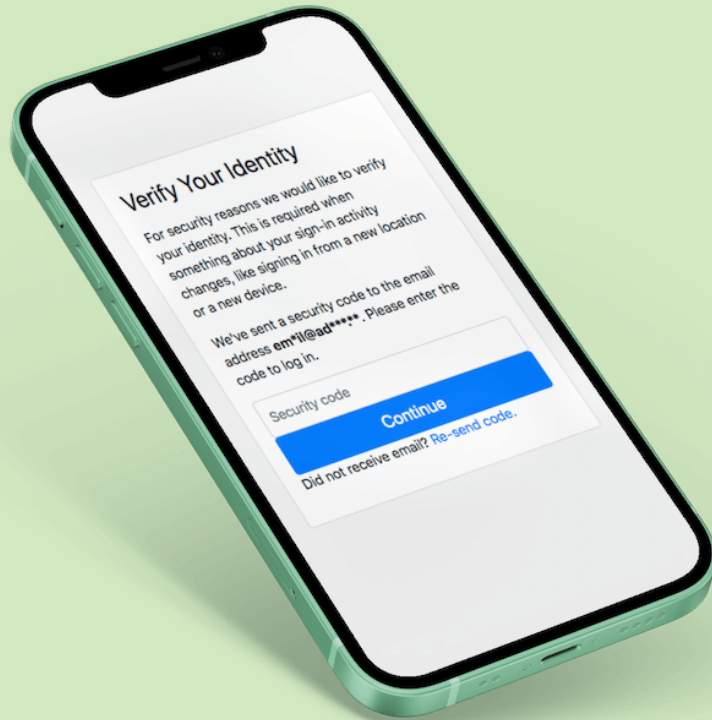 Verify Your Identity
For security reasons we would like to verify
your identity. This is required when
something about your sign-in activity
changes, like signing in from a new location
or a new device.
We've sent a security code to the email
address em*il@ad*****. Please enter the
code to log in.
Security code
Continue
Did not receive email? Re-send code.